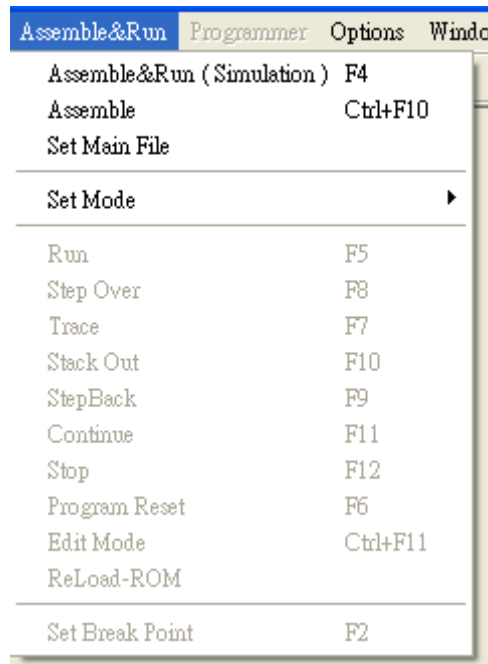 Assemble&Run Programmer Options Windo
Assemble&Run ( Simulation ) F4
Assemble Ctrl+F10
Set Main File
Set Mode
Run F5
Step Over F8
Trace F7
Stack Out F10
StepBack F9
Continue F11
Stop F12
Program Reset F6
Edit Mode Ctrl+F11
ReLoad-ROM
Set Break Point F2